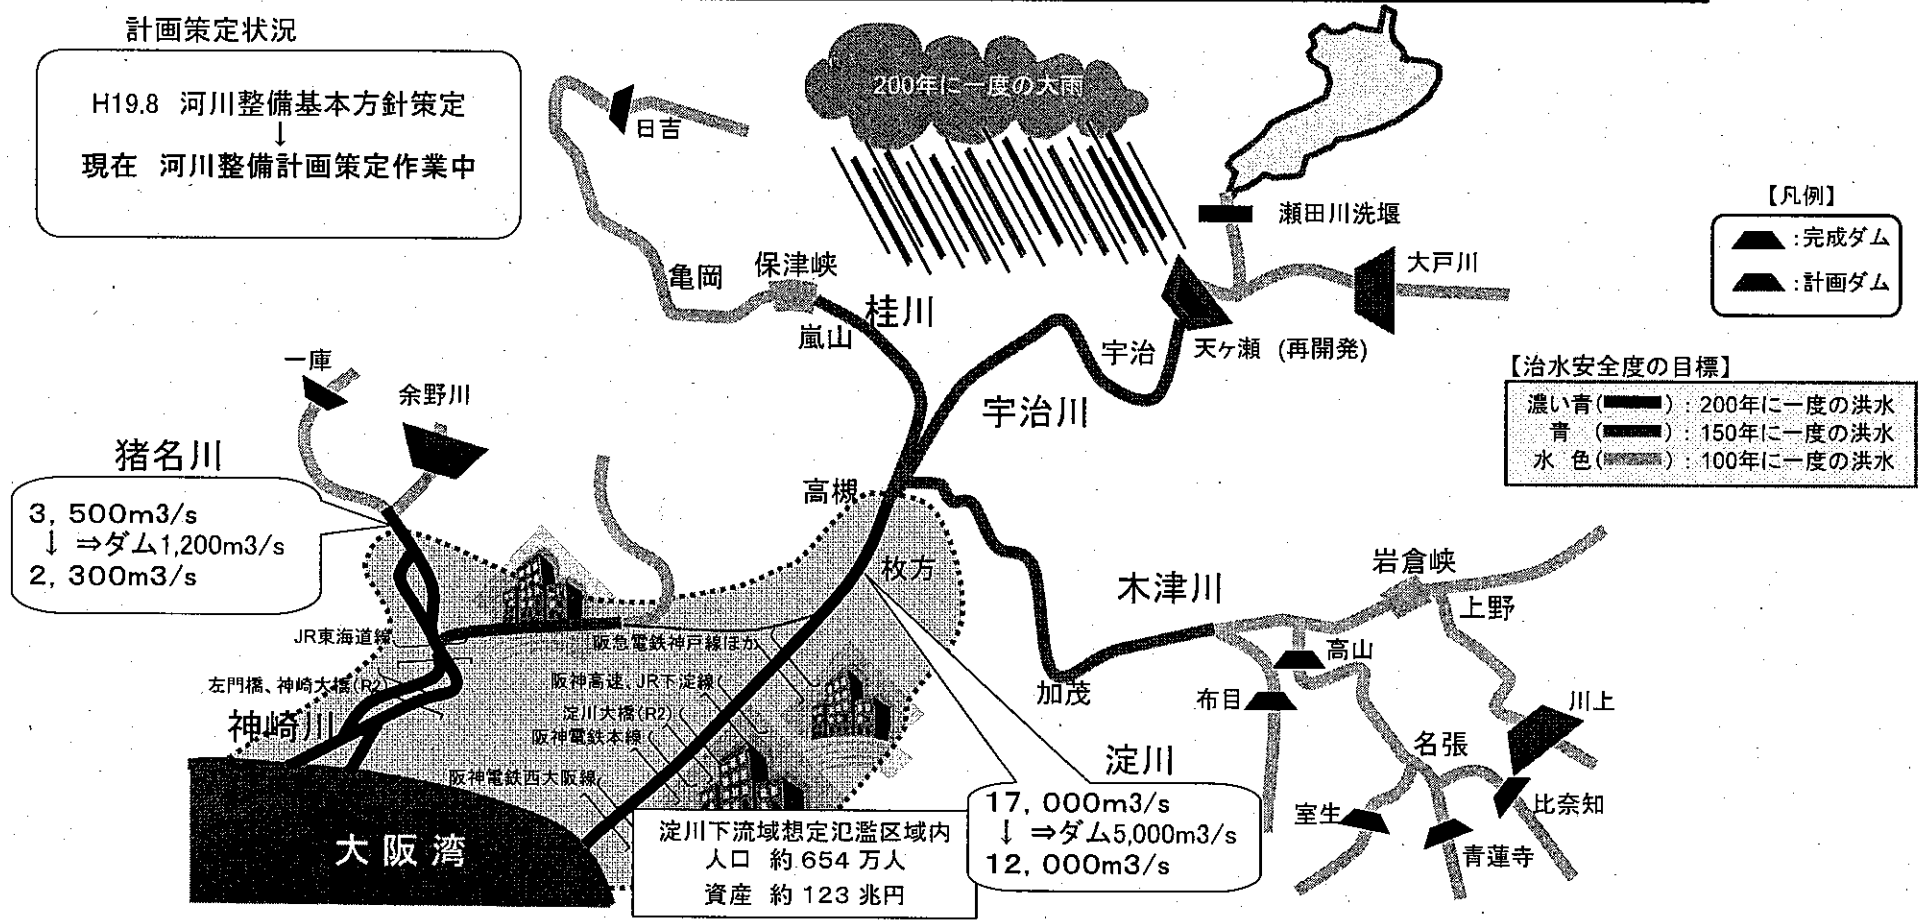 計画策定状況
H19.8 河川整備基本方針策定
↓
現在 河川整備計画策定作業中
200年に一度の大雨
日吉
瀬田川洗堰
【凡例】
:完成ダム
:計画ダム
大戸川
保津峡
亀岡
桂川
嵐山
宇治
天ヶ瀬 (再開発)
宇治川
【治水安全度の目標】
濃い青( ) : 200年に一度の洪水
青 ( ) : 150年に一度の洪水
水 色( ) : 100年に一度の洪水
一庫
余野川
猪名川
3, 500m3/s
↓ ⇒ダム1,200m3/s
2, 300m3/s
高槻
枚方
木津川
岩倉峡
上野
高山
布目
加茂
川上
名張
比奈知
室生
青蓮寺
JR東海道線
阪急電鉄神戸線ほか
左門橋、神崎大橋(R2)
阪神高速、JR下淀線
淀川大橋(R2)
阪神電鉄本線
阪神電鉄西大阪線
神崎川
淀川
17, 000m3/s
↓ ⇒ダム5,000m3/s
12, 000m3/s
大阪湾
淀川下流域想定氾濫区域内
人口 約 654 万人
資産 約 123 兆円